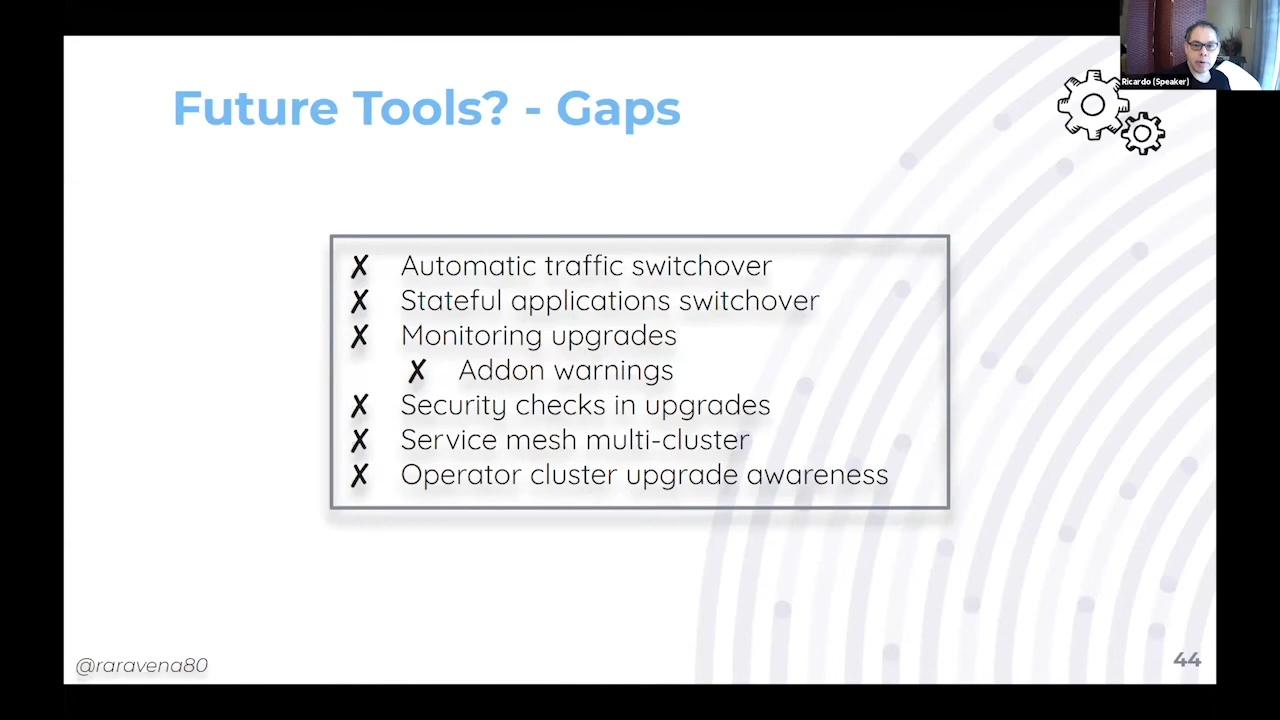 Ricardo (Speaker)
Future Tools? - Gaps
✗ Automatic traffic switchover
✗ Stateful applications switchover
✗ Monitoring upgrades
✗ Addon warnings
✗ Security checks in upgrades
✗ Service mesh multi-cluster
✗ Operator cluster upgrade awareness
@raravena80
44